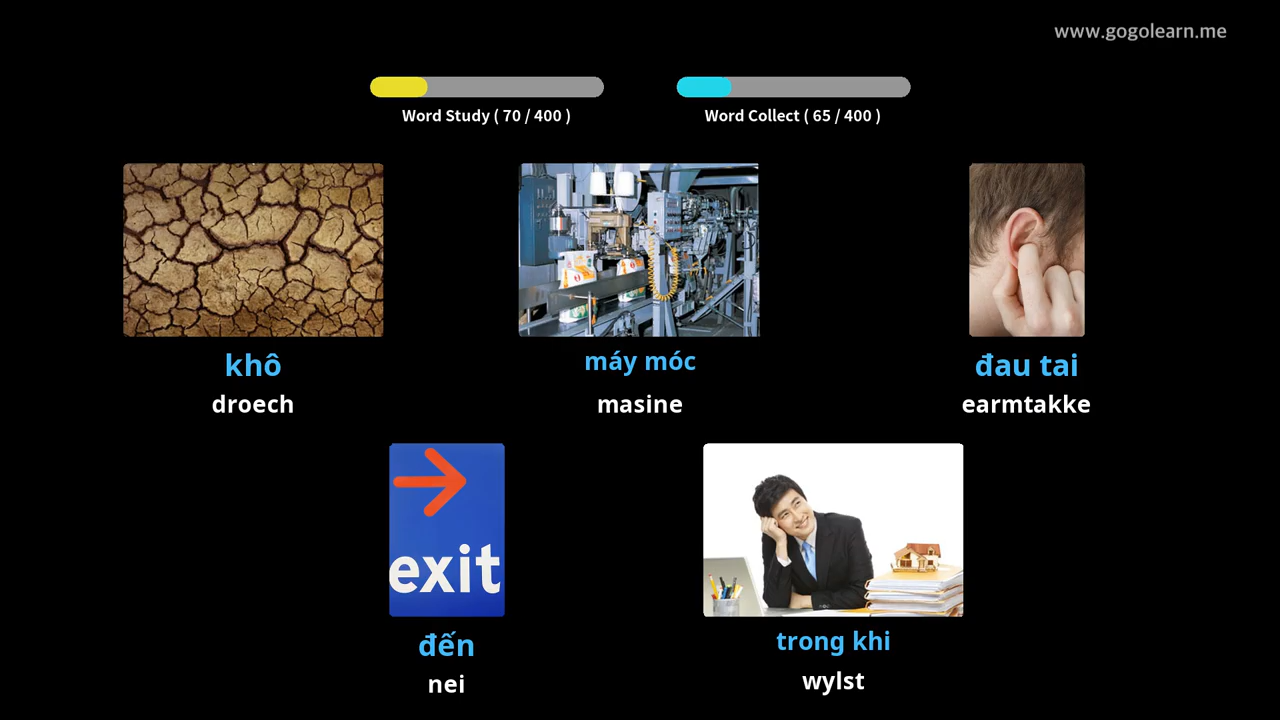 www.gogolearn.me
Word Study ( 70 / 400 )
Word Collect ( 65 / 400 )
khô
droech
máy móc
masine
đau tai
earmtakke
exit
đến
nei
trong khi
wylst